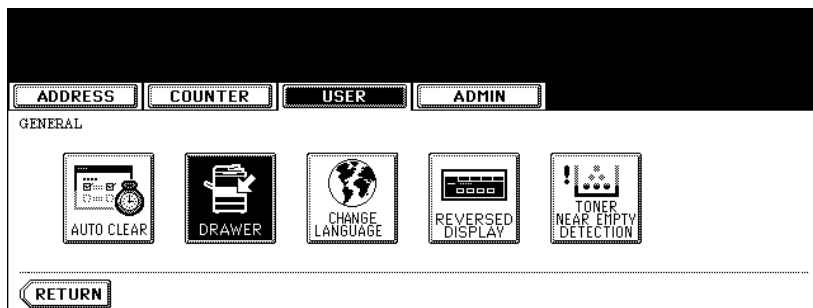 ADDRESS COUNTER USER ADMIN
GENERAL
AUTO CLEAR
DRAWER
CHANGE
LANGUAGE
REVERSED
DISPLAY
TONER
NEAR EMPTY
DETECTION
RETURN